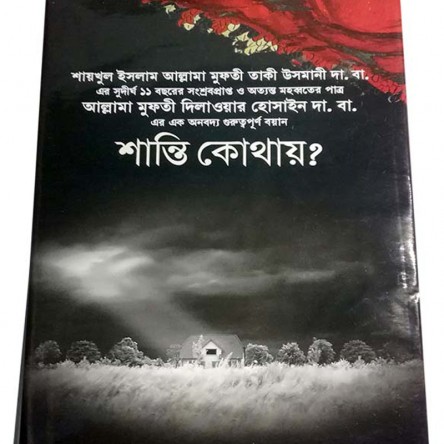 শায়খুল ইসলাম আল্লামা মুফতী তাকী উসমানী দা. বা.
এর সুদীর্ঘ ১১ বছরের সংশ্রবপ্রাপ্ত ও অত্যন্ত মহব্বতের পাত্র
আল্লামা মুফতী দিলাওয়ার হোসাইন দা. বা.
এর এক অনবদ্য গুরুত্বপূর্ণ বয়ান
শান্তি কোথায়?